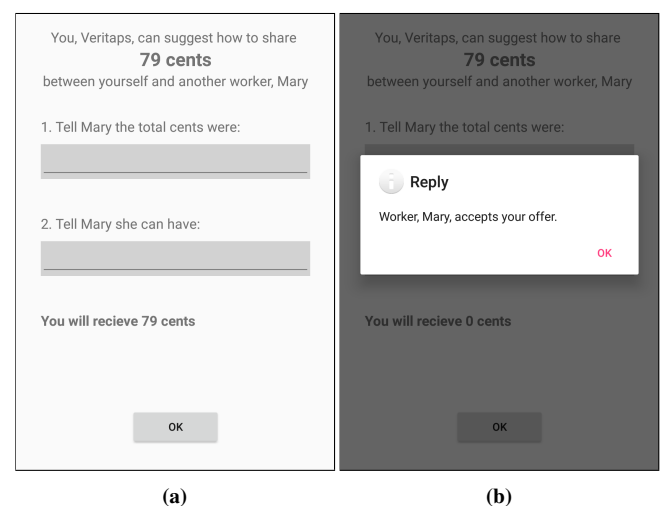 You, Veritaps, can suggest how to share
79 cents
between yourself and another worker, Mary
1. Tell Mary the total cents were:
2. Tell Mary she can have:
You will recieve 79 cents
OK
(a)
You, Veritaps, can suggest how to share
79 cents
between yourself and another worker, Mary
1. Tell Mary the total cents were:
Reply
Worker, Mary, accepts your offer.
OK
You will recieve 0 cents
OK
(b)